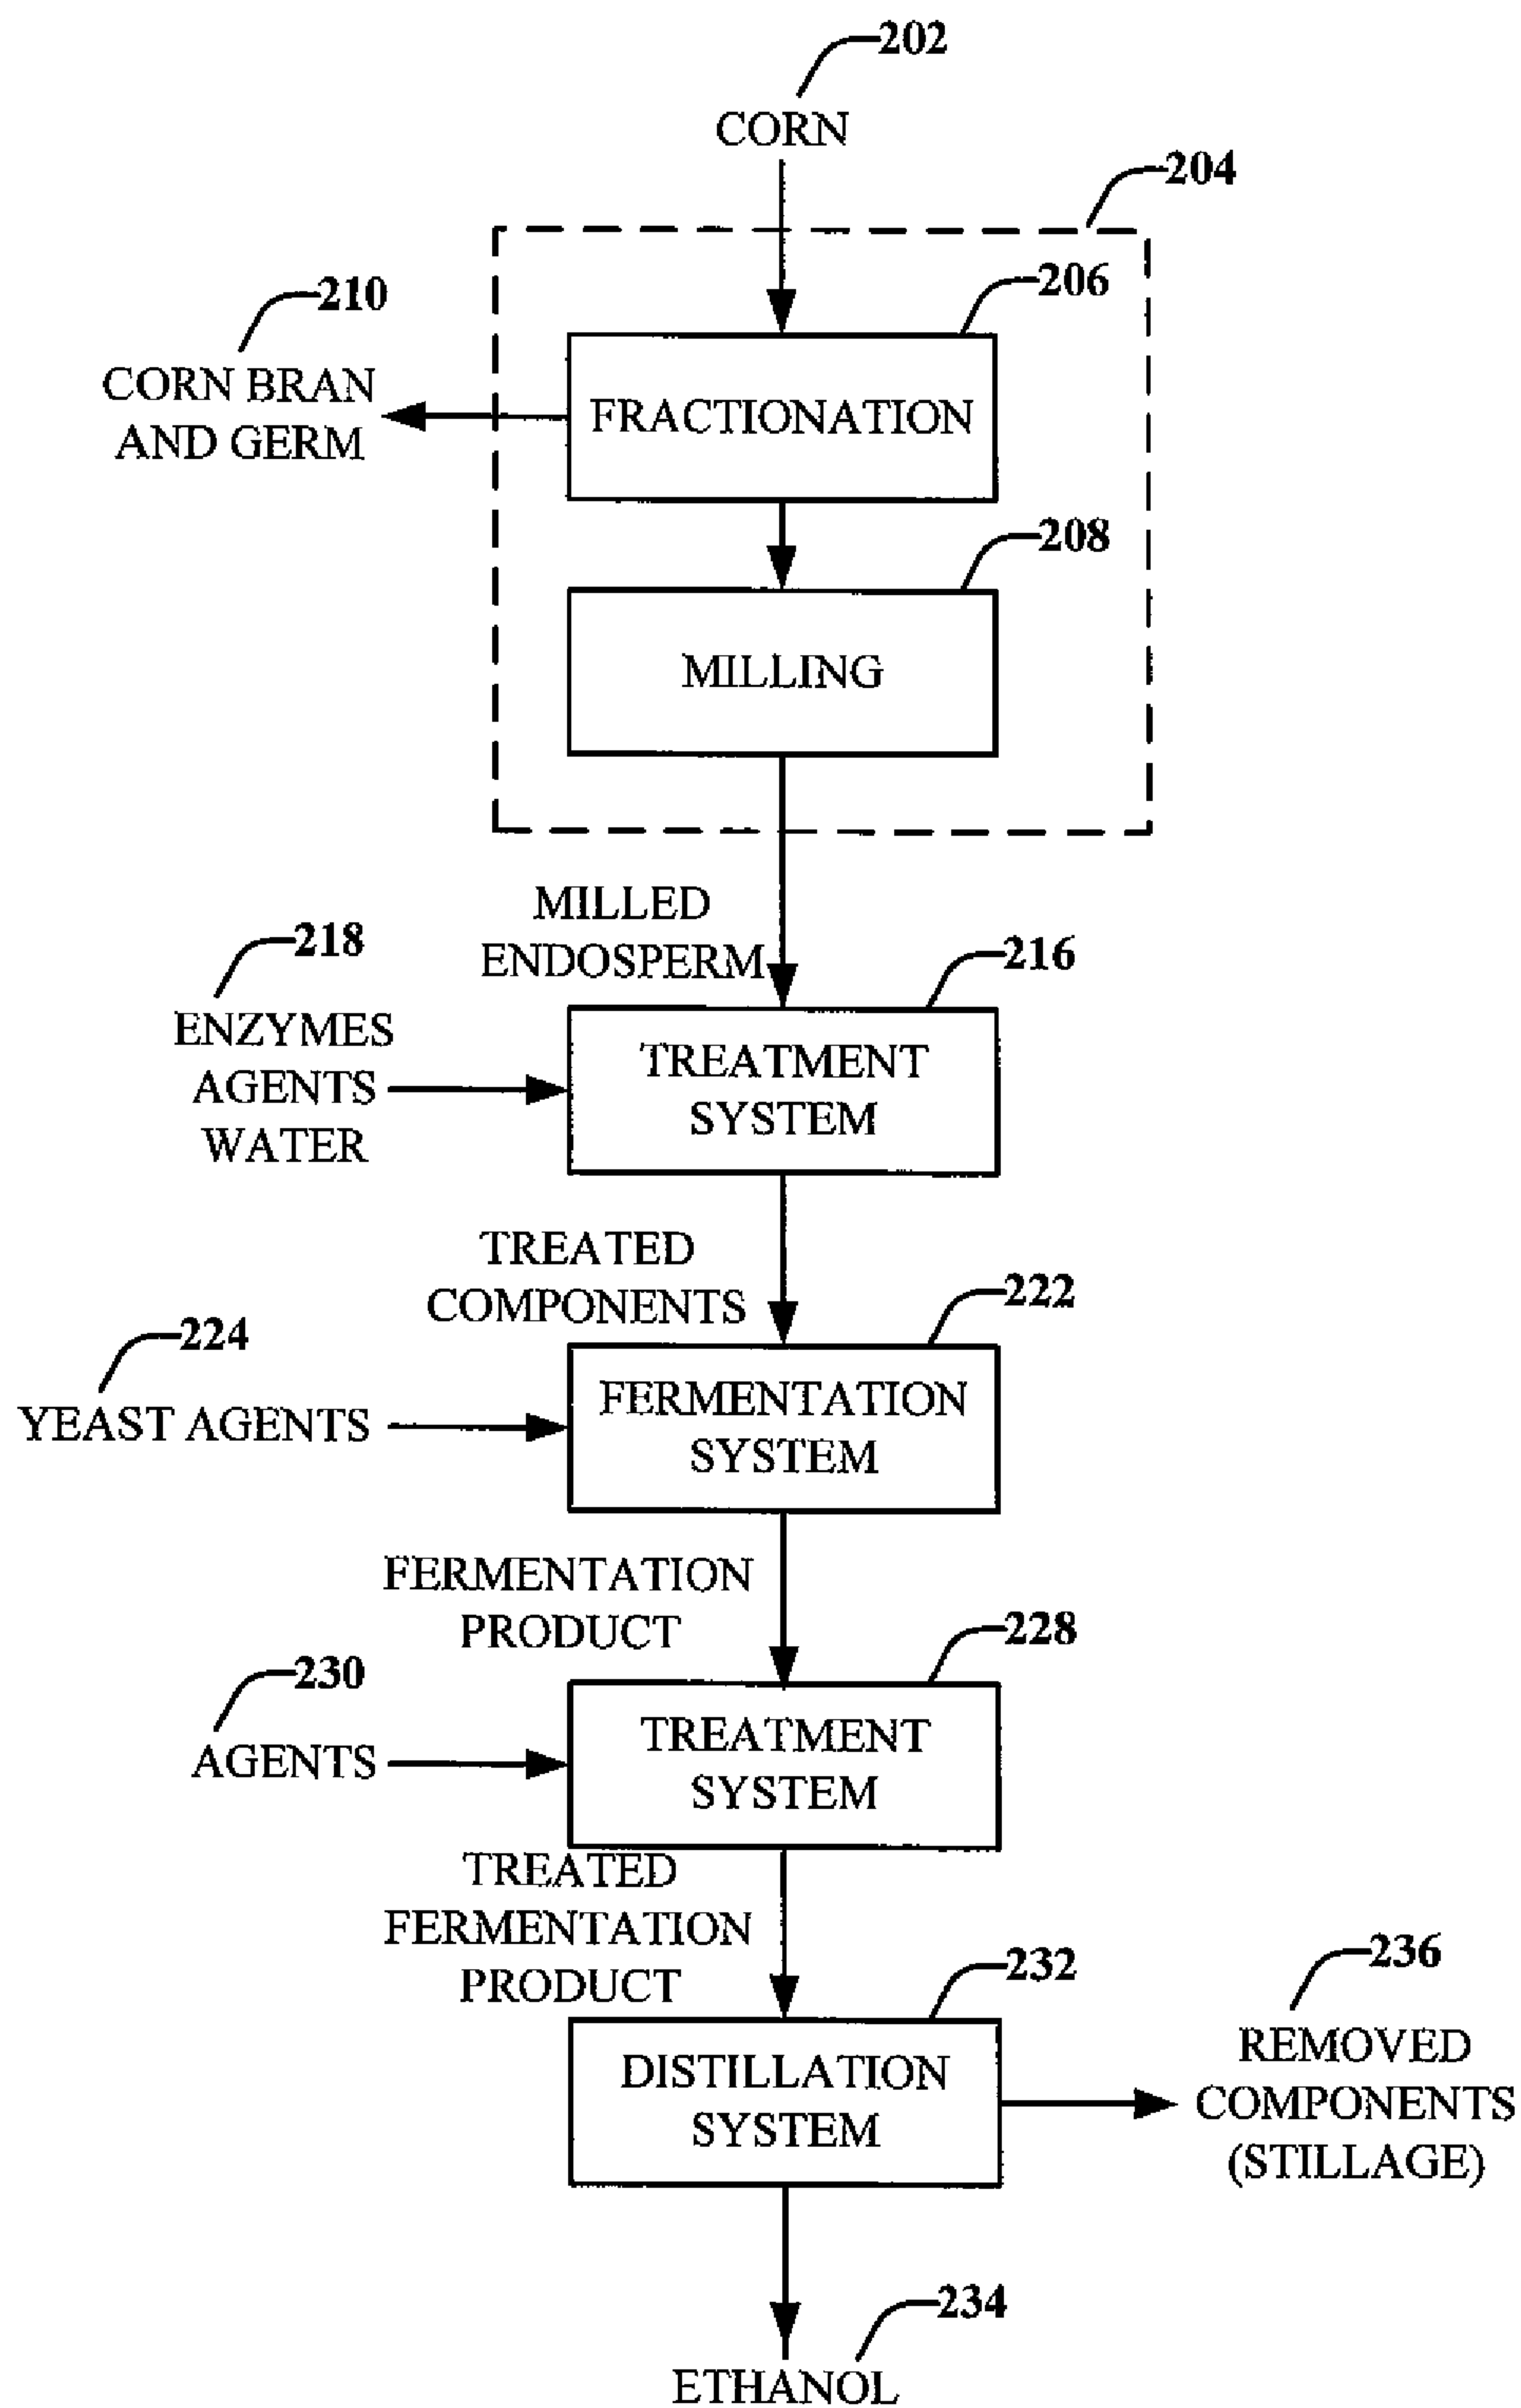 202
CORN
204
206
210
CORN BRAN
AND GERM
FRACTIONATION
208
MILLING
MILLED
ENDOSPERM
218
216
ENZYMES
AGENTS
WATER
TREATMENT
SYSTEM
TREATED
COMPONENTS
222
224
YEAST AGENTS
FERMENTATION
SYSTEM
FERMENTATION
PRODUCT
228
230
AGENTS
TREATMENT
SYSTEM
TREATED
FERMENTATION
PRODUCT
232
236
DISTILLATION
SYSTEM
REMOVED
COMPONENTS
(STILLAGE)
234
ETHANOL